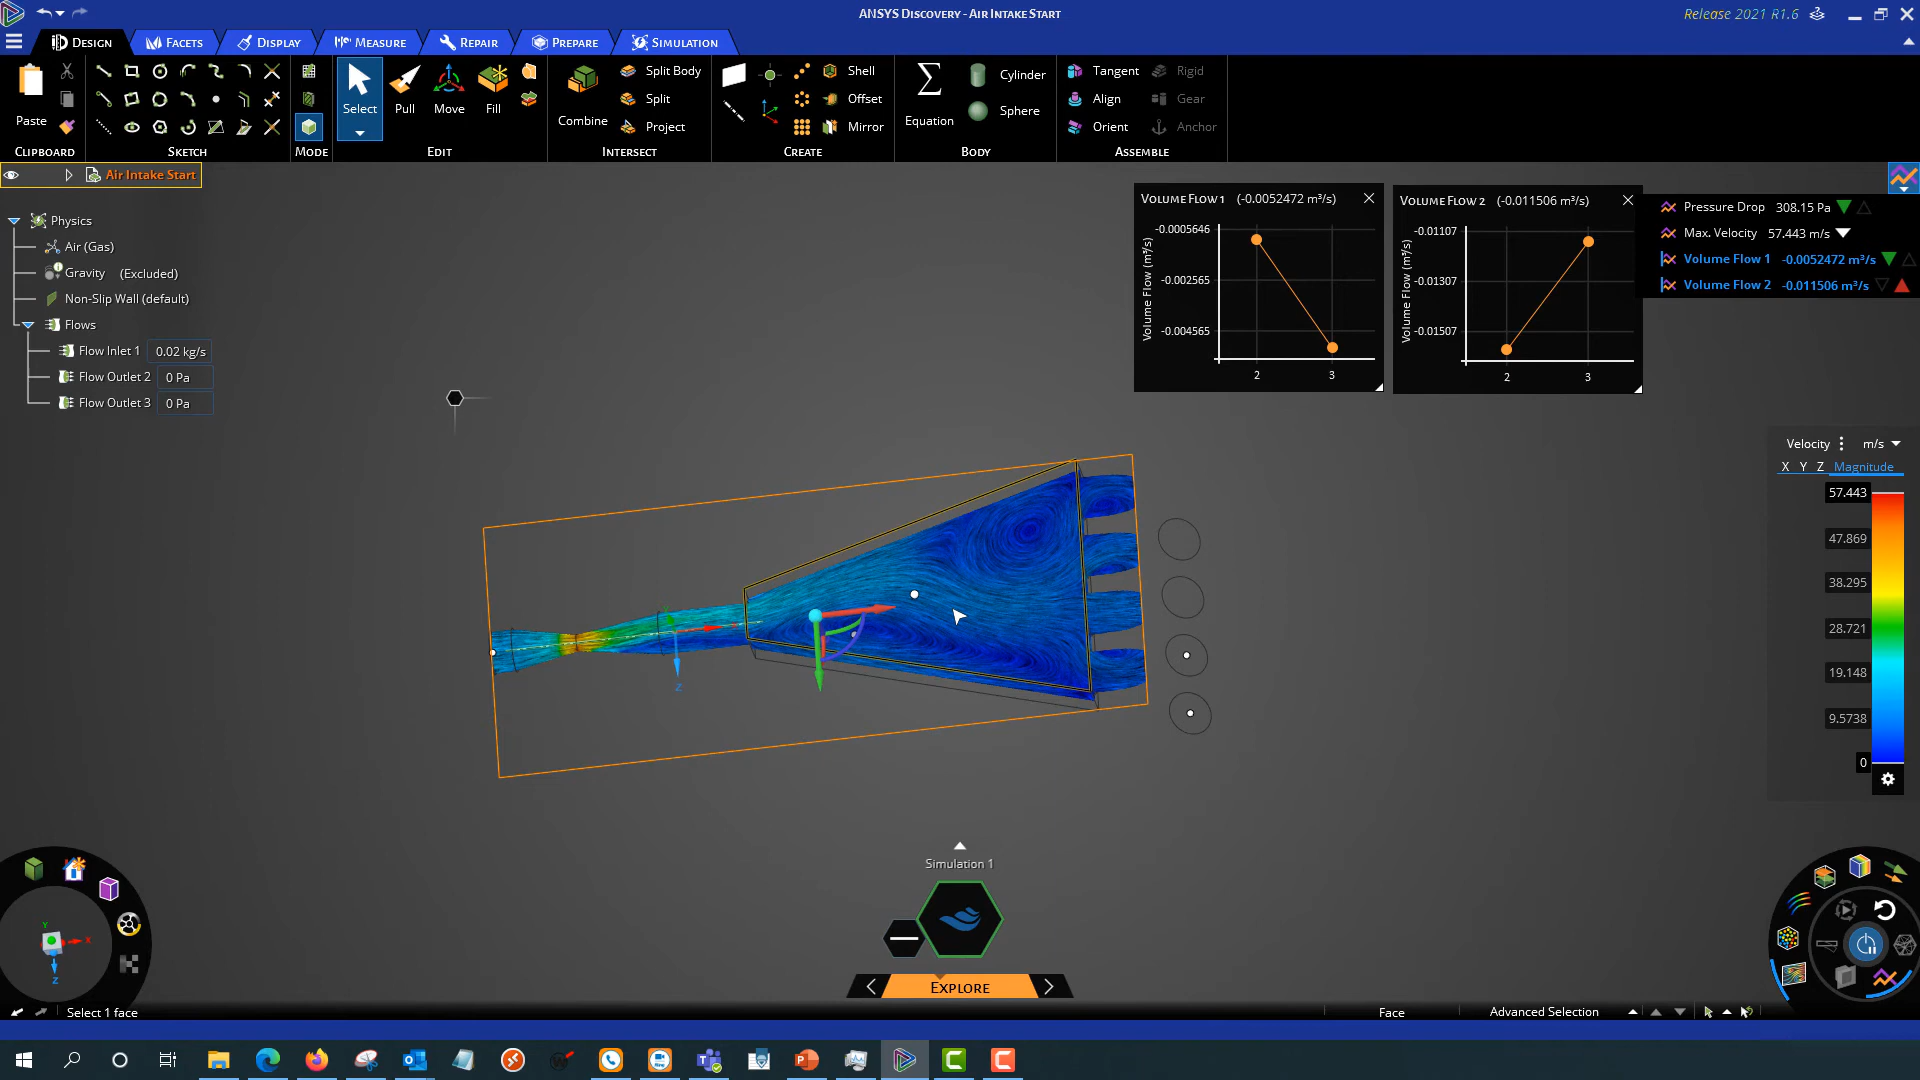 ANSYS Discovery - Air Intake Start
Release 2021 R1.6
Design
Facets
Display
Measure
Repair
Prepare
Simulation
Paste
Select
Pull
Move
Fill
Combine
Split Body
Split
Project
Shell
Offset
Mirror
Equation
Cylinder
Sphere
Tangent
Align
Orient
Rigid
Gear
Anchor
Clipboard
Sketch
Mode
Edit
Intersect
Create
Body
Assemble
Air Intake Start
Physics
Air (Gas)
Gravity (Excluded)
Non-Slip Wall (default)
Flows
Flow Inlet 1 0.02 kg/s
Flow Outlet 2 0 Pa
Flow Outlet 3 0 Pa
Volume Flow 1 (-0.0052472 m³/s)
Volume Flow (m³/s)
-0.0005646
-0.002565
-0.004565
2 3
Volume Flow 2 (-0.011506 m³/s)
Volume Flow (m³/s)
-0.01107
-0.01307
-0.01507
2 3
Pressure Drop 308.15 Pa
Max. Velocity 57.443 m/s
Volume Flow 1 -0.0052472 m³/s
Volume Flow 2 -0.011506 m³/s
Velocity m/s
X Y Z Magnitude
57.443
47.869
38.295
28.721
19.148
9.5738
0
Y
Z
Y
X
Z
Simulation 1
Explore
Select 1 face
Face
Advanced Selection